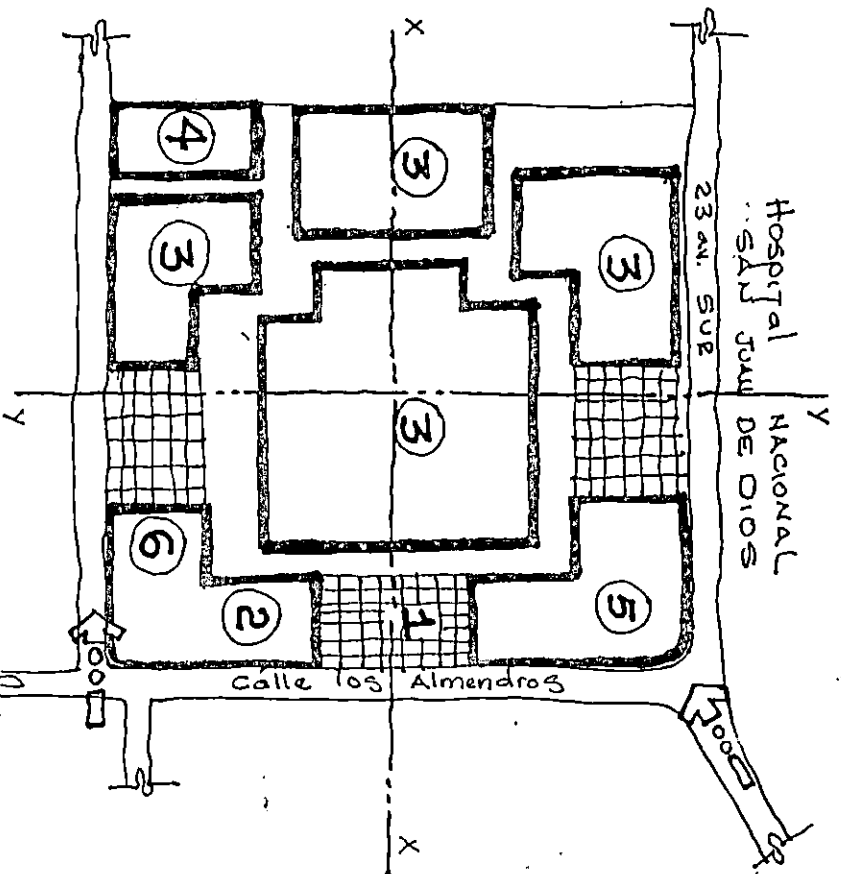 Hospital NACIONAL
"SAN JUAN DE DIOS
23 av. SUR
X
X
Y
Y
4
3
3
3
3
6
2
1
5
Calle los Almendros